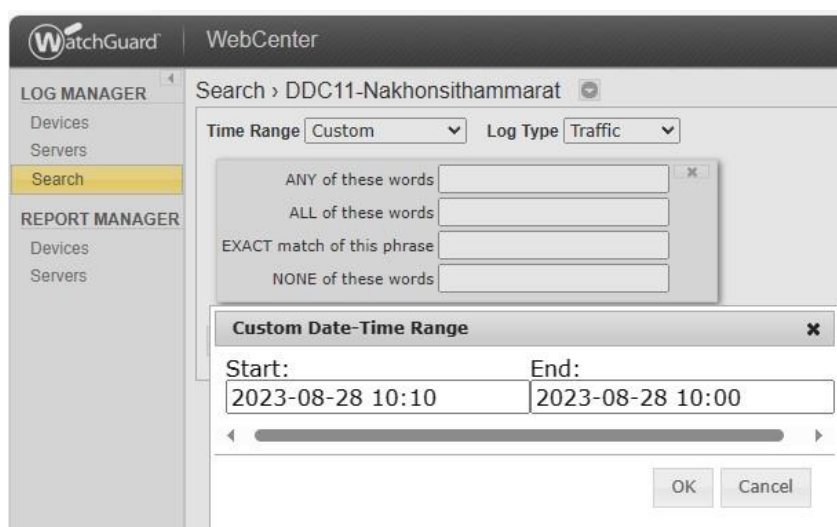 WatchGuard WebCenter
LOG MANAGER
Devices
Servers
Search
REPORT MANAGER
Devices
Servers
Search › DDC11-Nakhonsithammarat
Time Range Custom Log Type Traffic
ANY of these words
ALL of these words
EXACT match of this phrase
NONE of these words
Custom Date-Time Range
Start: End:
2023-08-28 10:10 2023-08-28 10:00
OK Cancel